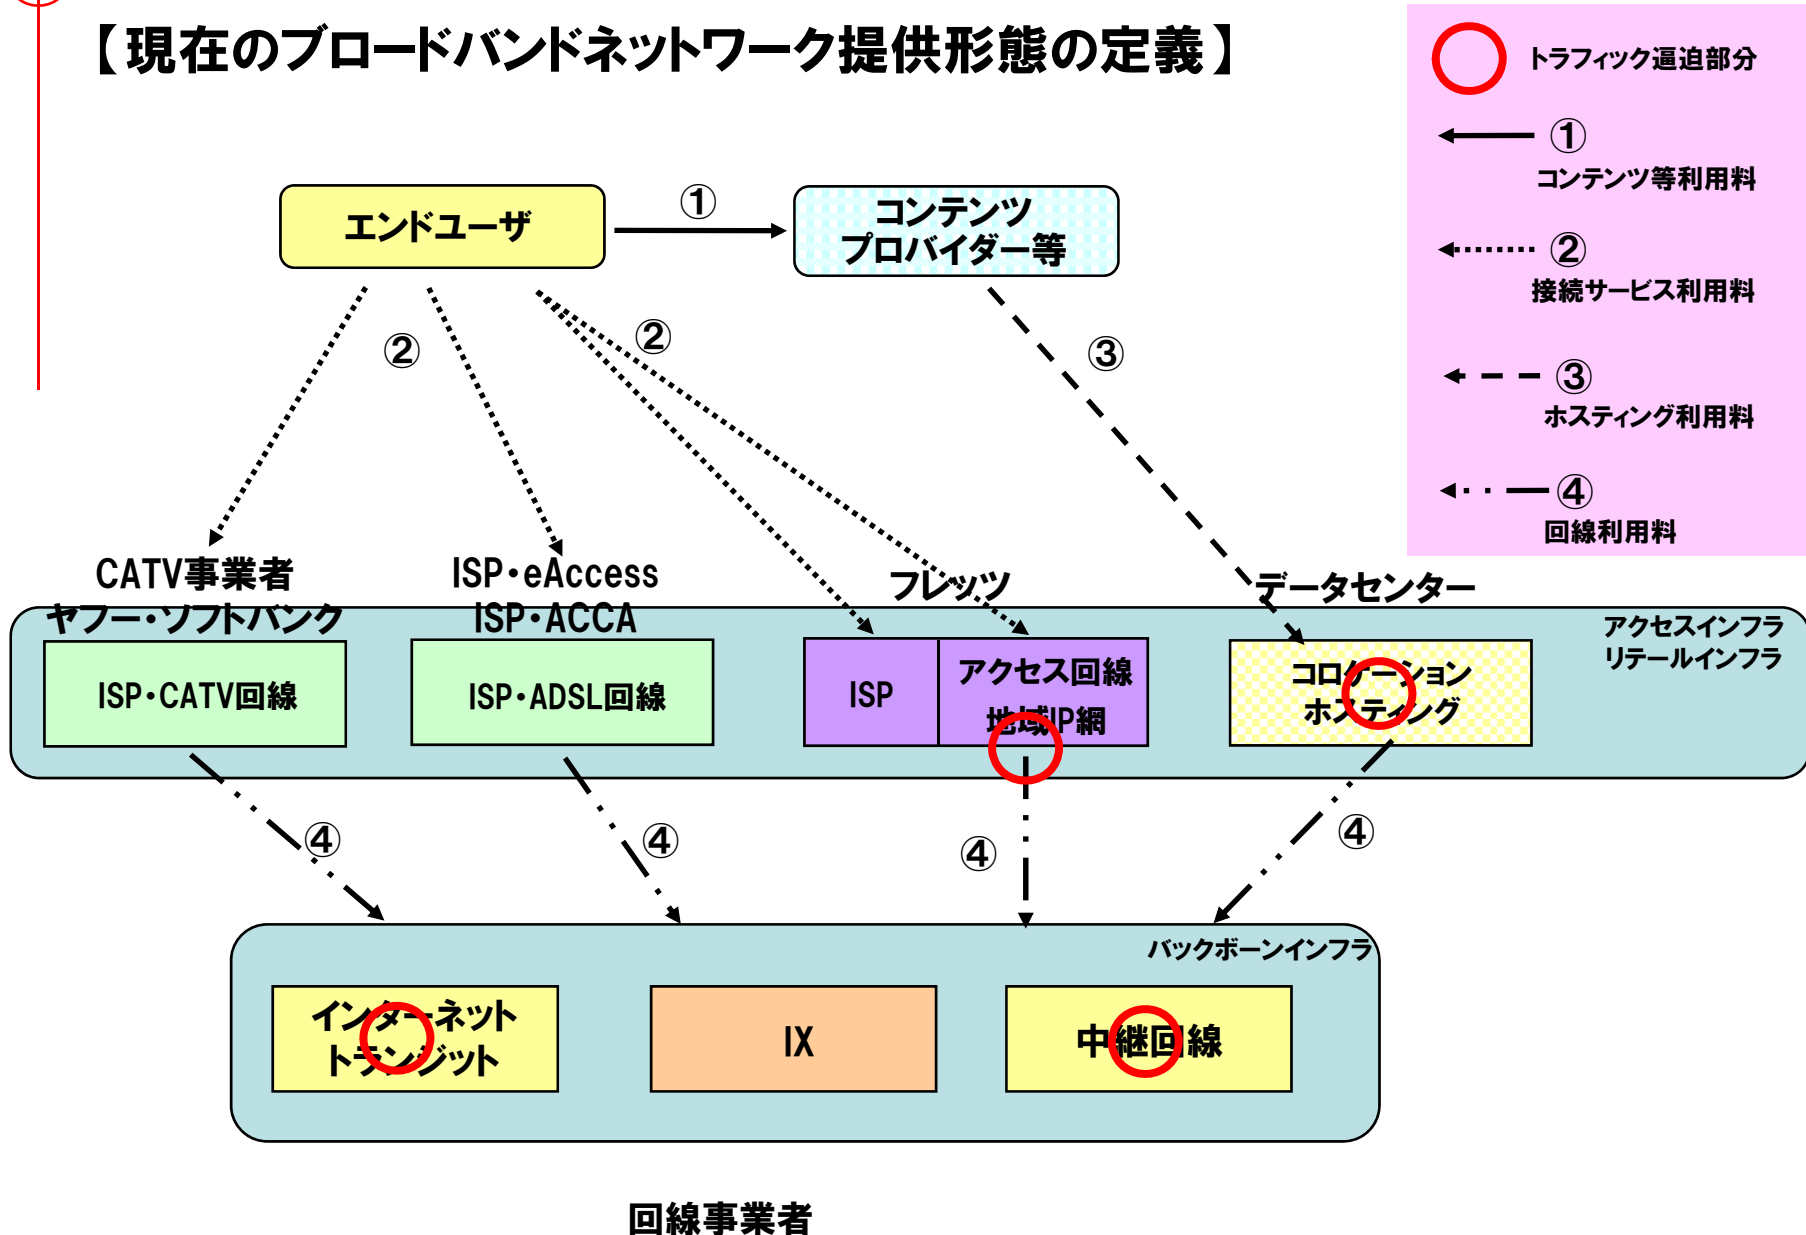 【現在のブロードバンドネットワーク提供形態の定義】
トラフィック逼迫部分
①
コンテンツ等利用料
②
接続サービス利用料
③
ホスティング利用料
④
回線利用料
エンドユーザ
①
コンテンツ
プロバイダー等
②
②
③
CATV事業者
ヤフー・ソフトバンク
ISP・eAccess
ISP・ACCA
フレッツ
データセンター
アクセスインフラ
リテールインフラ
ISP・CATV回線
ISP・ADSL回線
ISP
アクセス回線
地域IP網
コロケーション
ホスティング
④
④
④
④
バックボーンインフラ
インターネット
トランジット
IX
中継回線
回線事業者